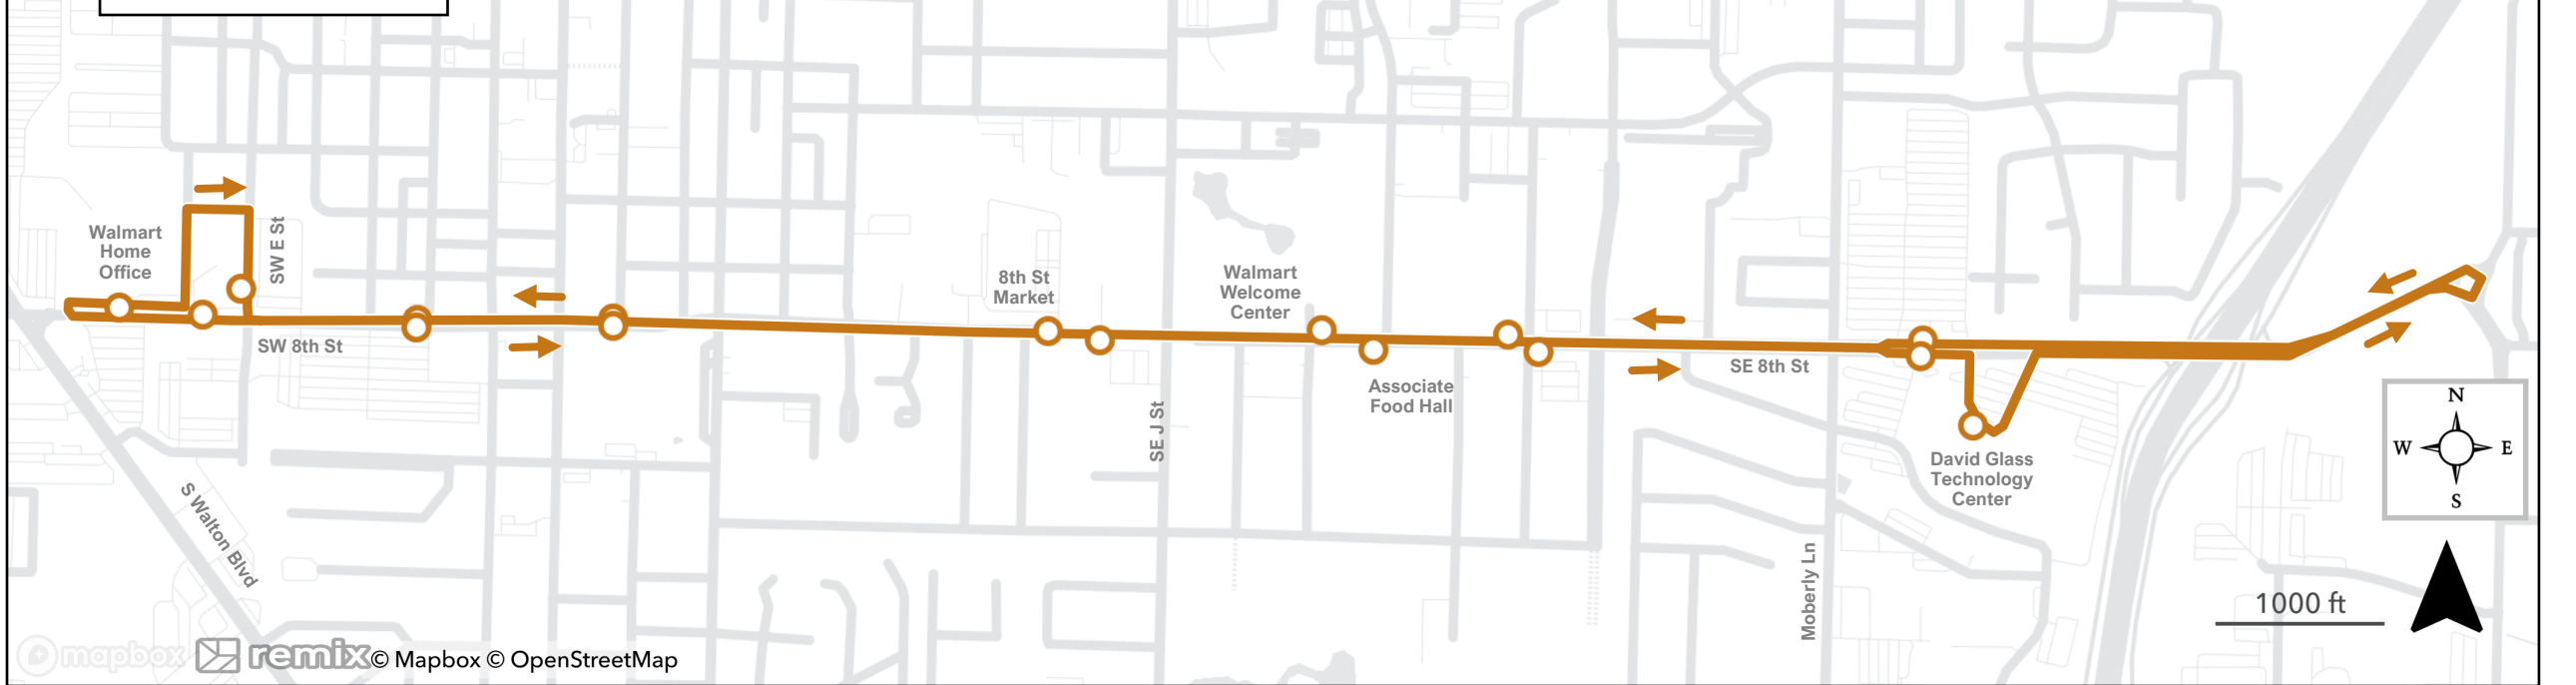 Walmart
Home
Office
SW E St
SW 8th St
S Walton Blvd
8th St
Market
SE J St
Walmart
Welcome
Center
Associate
Food Hall
SE 8th St
Moberly Ln
David Glass
Technology
Center
N
W E
S
1000 ft
mapbox remix © Mapbox © OpenStreetMap